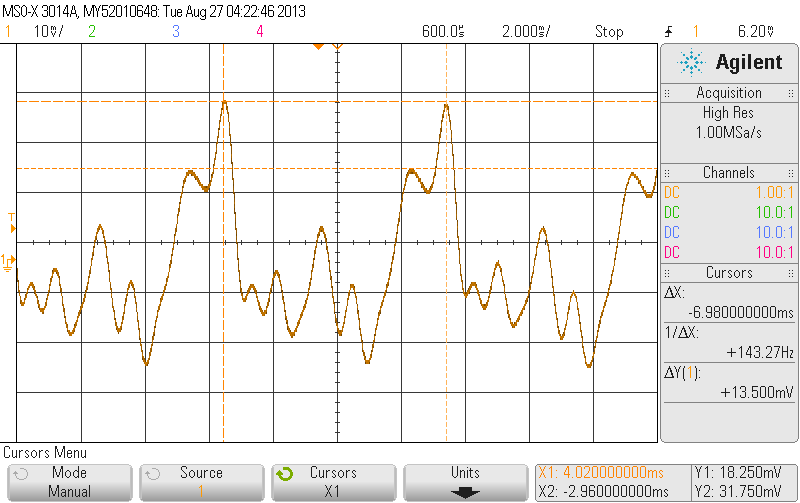 MSO-X 3014A, MY52010648: Tue Aug 27 04:22:46 2013
1 10mV/ 2 3 4 600.0µs 2.000ms/ Stop 1 6.20mV
Agilent
Acquisition
High Res
1.00MSa/s
Channels
DC 1.00:1
DC 10.0:1
DC 10.0:1
DC 10.0:1
Cursors
ΔX:
-6.980000000ms
1/ΔX:
+143.27Hz
ΔY(1):
+13.500mV
T
1
Cursors Menu
Mode
Manual
Source
1
Cursors
X1
Units
X1: 4.020000000ms
X2: -2.960000000ms
Y1: 18.250mV
Y2: 31.750mV